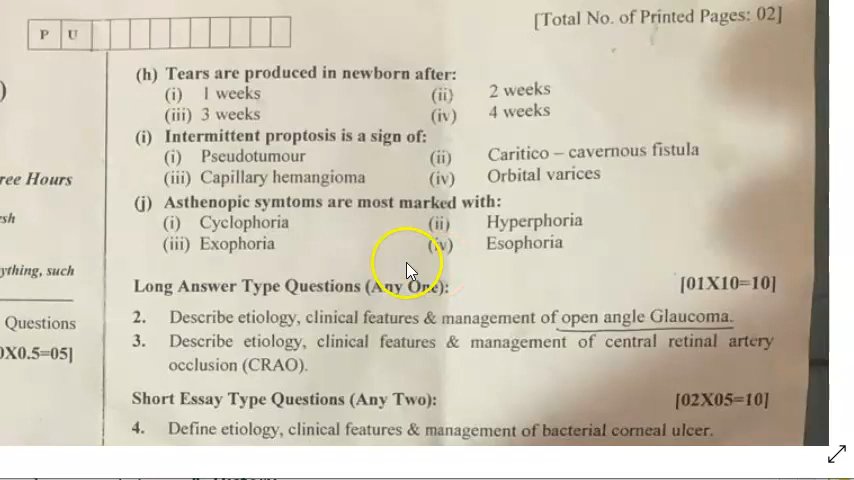 [Total No. of Printed Pages: 02]
P U
(h) Tears are produced in newborn after:
(i) 1 weeks (ii) 2 weeks
(iii) 3 weeks (iv) 4 weeks
(i) Intermittent proptosis is a sign of:
(i) Pseudotumour (ii) Caritico – cavernous fistula
ree Hours (iii) Capillary hemangioma (iv) Orbital varices
(j) Asthenopic symtoms are most marked with:
sh (i) Cyclophoria (ii) Hyperphoria
(iii) Exophoria (iv) Esophoria
ything, such
Long Answer Type Questions (Any One): [01X10=10]
Questions 2. Describe etiology, clinical features & management of open angle Glaucoma.
0X0.5=05] 3. Describe etiology, clinical features & management of central retinal artery
occlusion (CRAO).
Short Essay Type Questions (Any Two): [02X05=10]
4. Define etiology, clinical features & management of bacterial corneal ulcer.